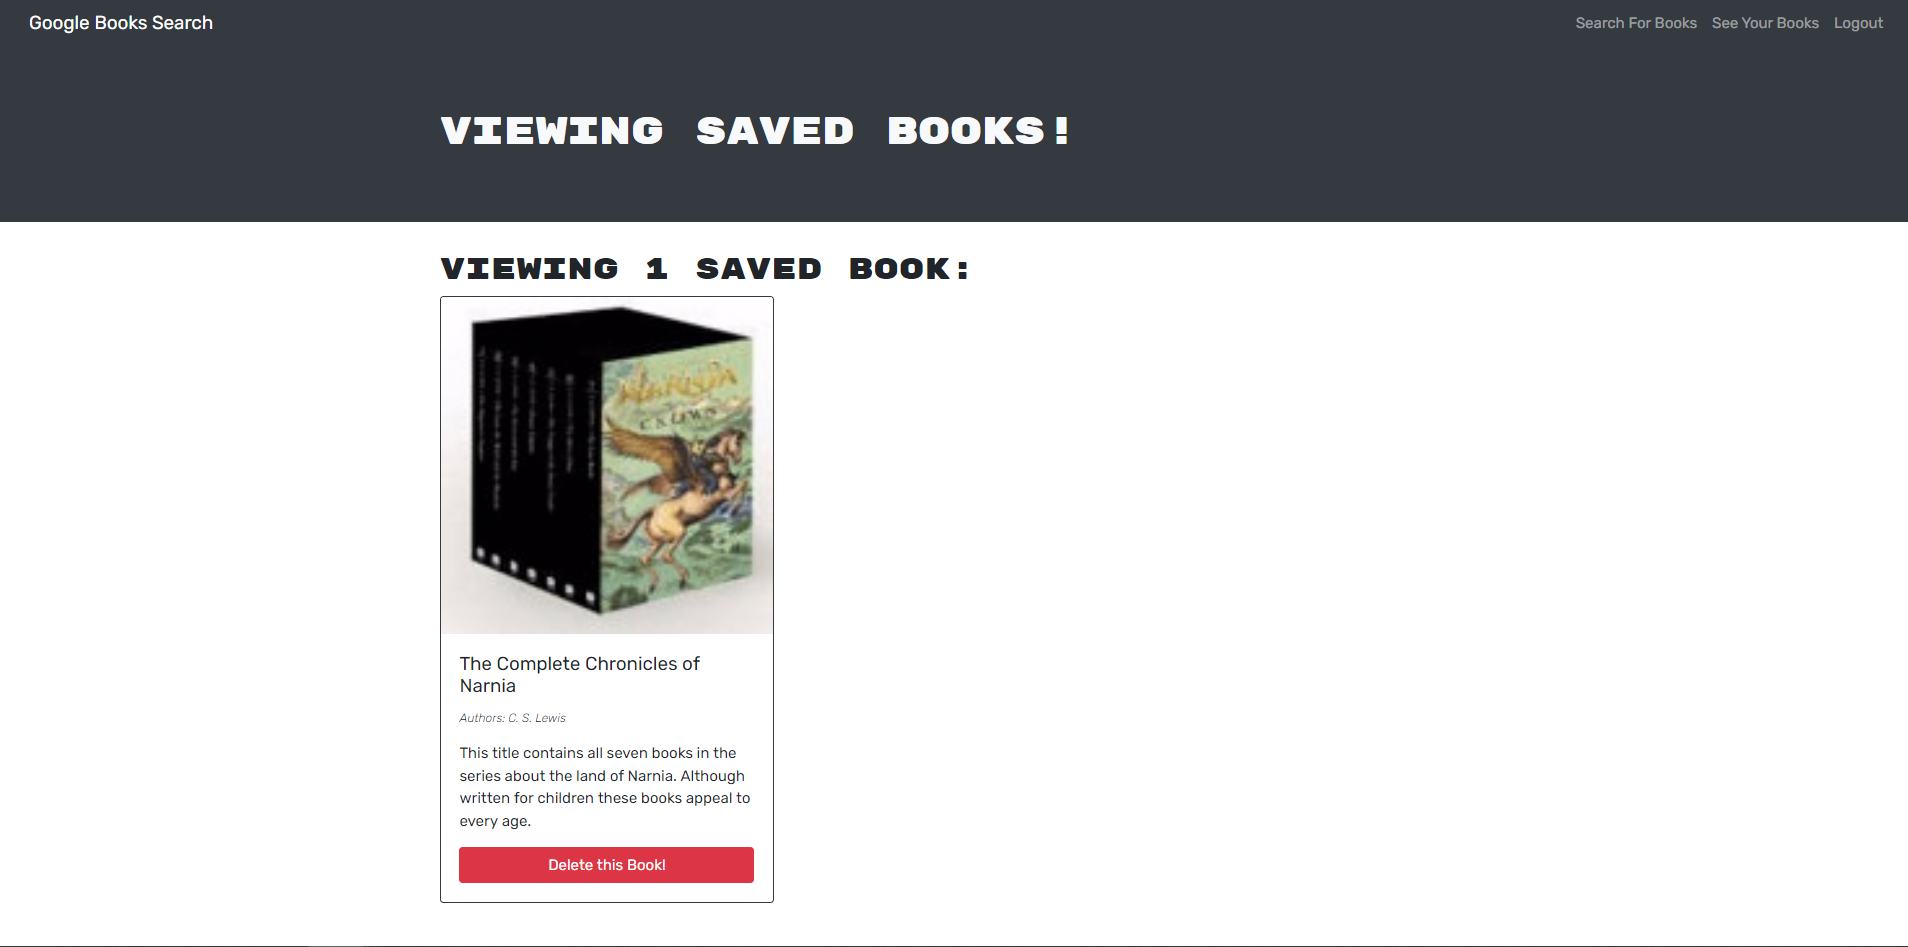 Google Books Search
Search For Books See Your Books Logout
VIEWING SAVED BOOKS!
VIEWING 1 SAVED BOOK:
NARNIA
C. S. LEWIS
The Complete Chronicles of
Narnia
Authors: C. S. Lewis
This title contains all seven books in the
series about the land of Narnia. Although
written for children these books appeal to
every age.
Delete this Book!